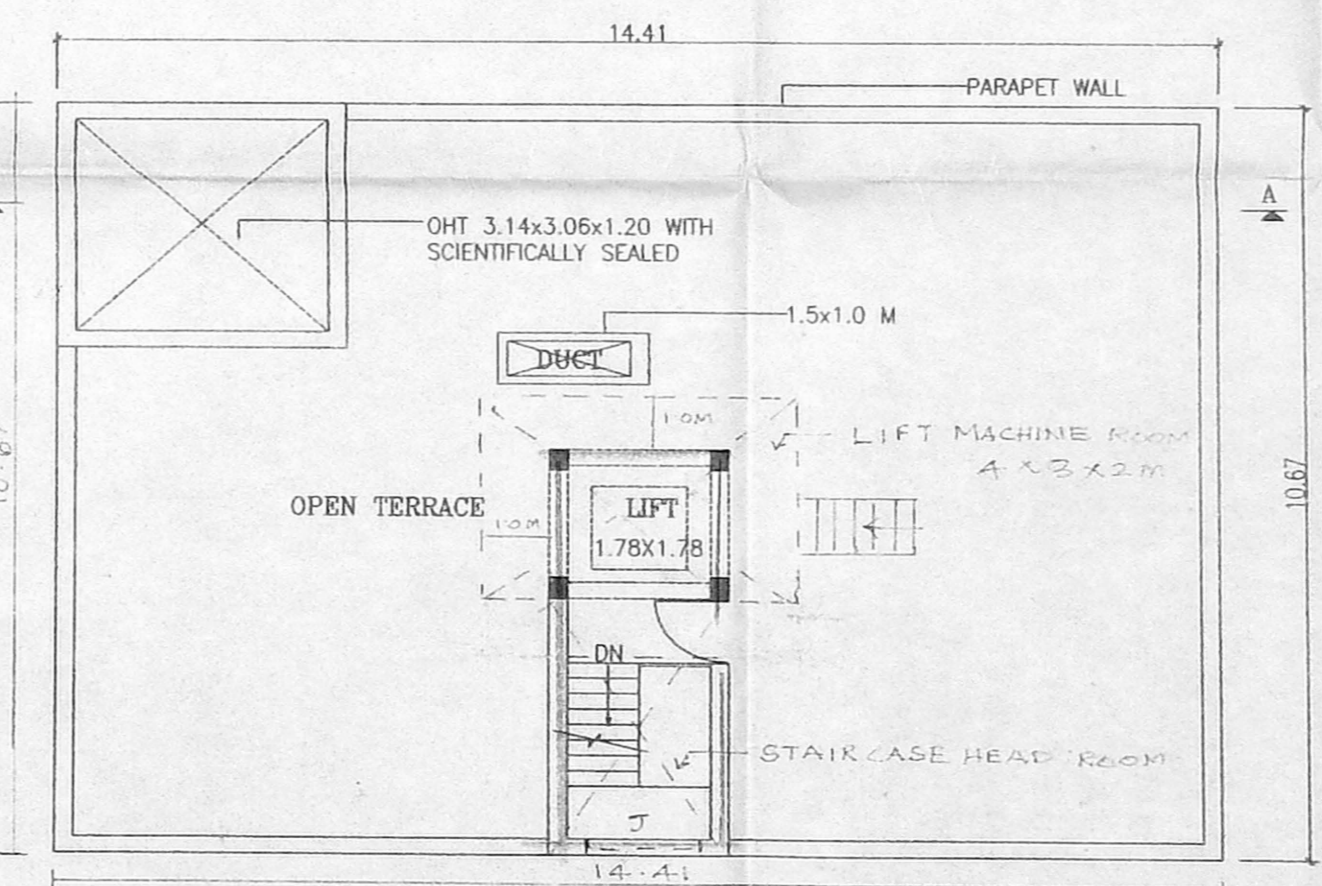 14.41
PARAPET WALL
A
OHT 3.14x3.06x1.20 WITH
SCIENTIFICALLY SEALED
1.5x1.0 M
DUCT
1.0M
LIFT MACHINE ROOM
4 x 3 x 2 m
10.67
10.67
OPEN TERRACE
LIFT
1.0M
1.78X1.78
DN
STAIRCASE HEAD ROOM
J
14.41